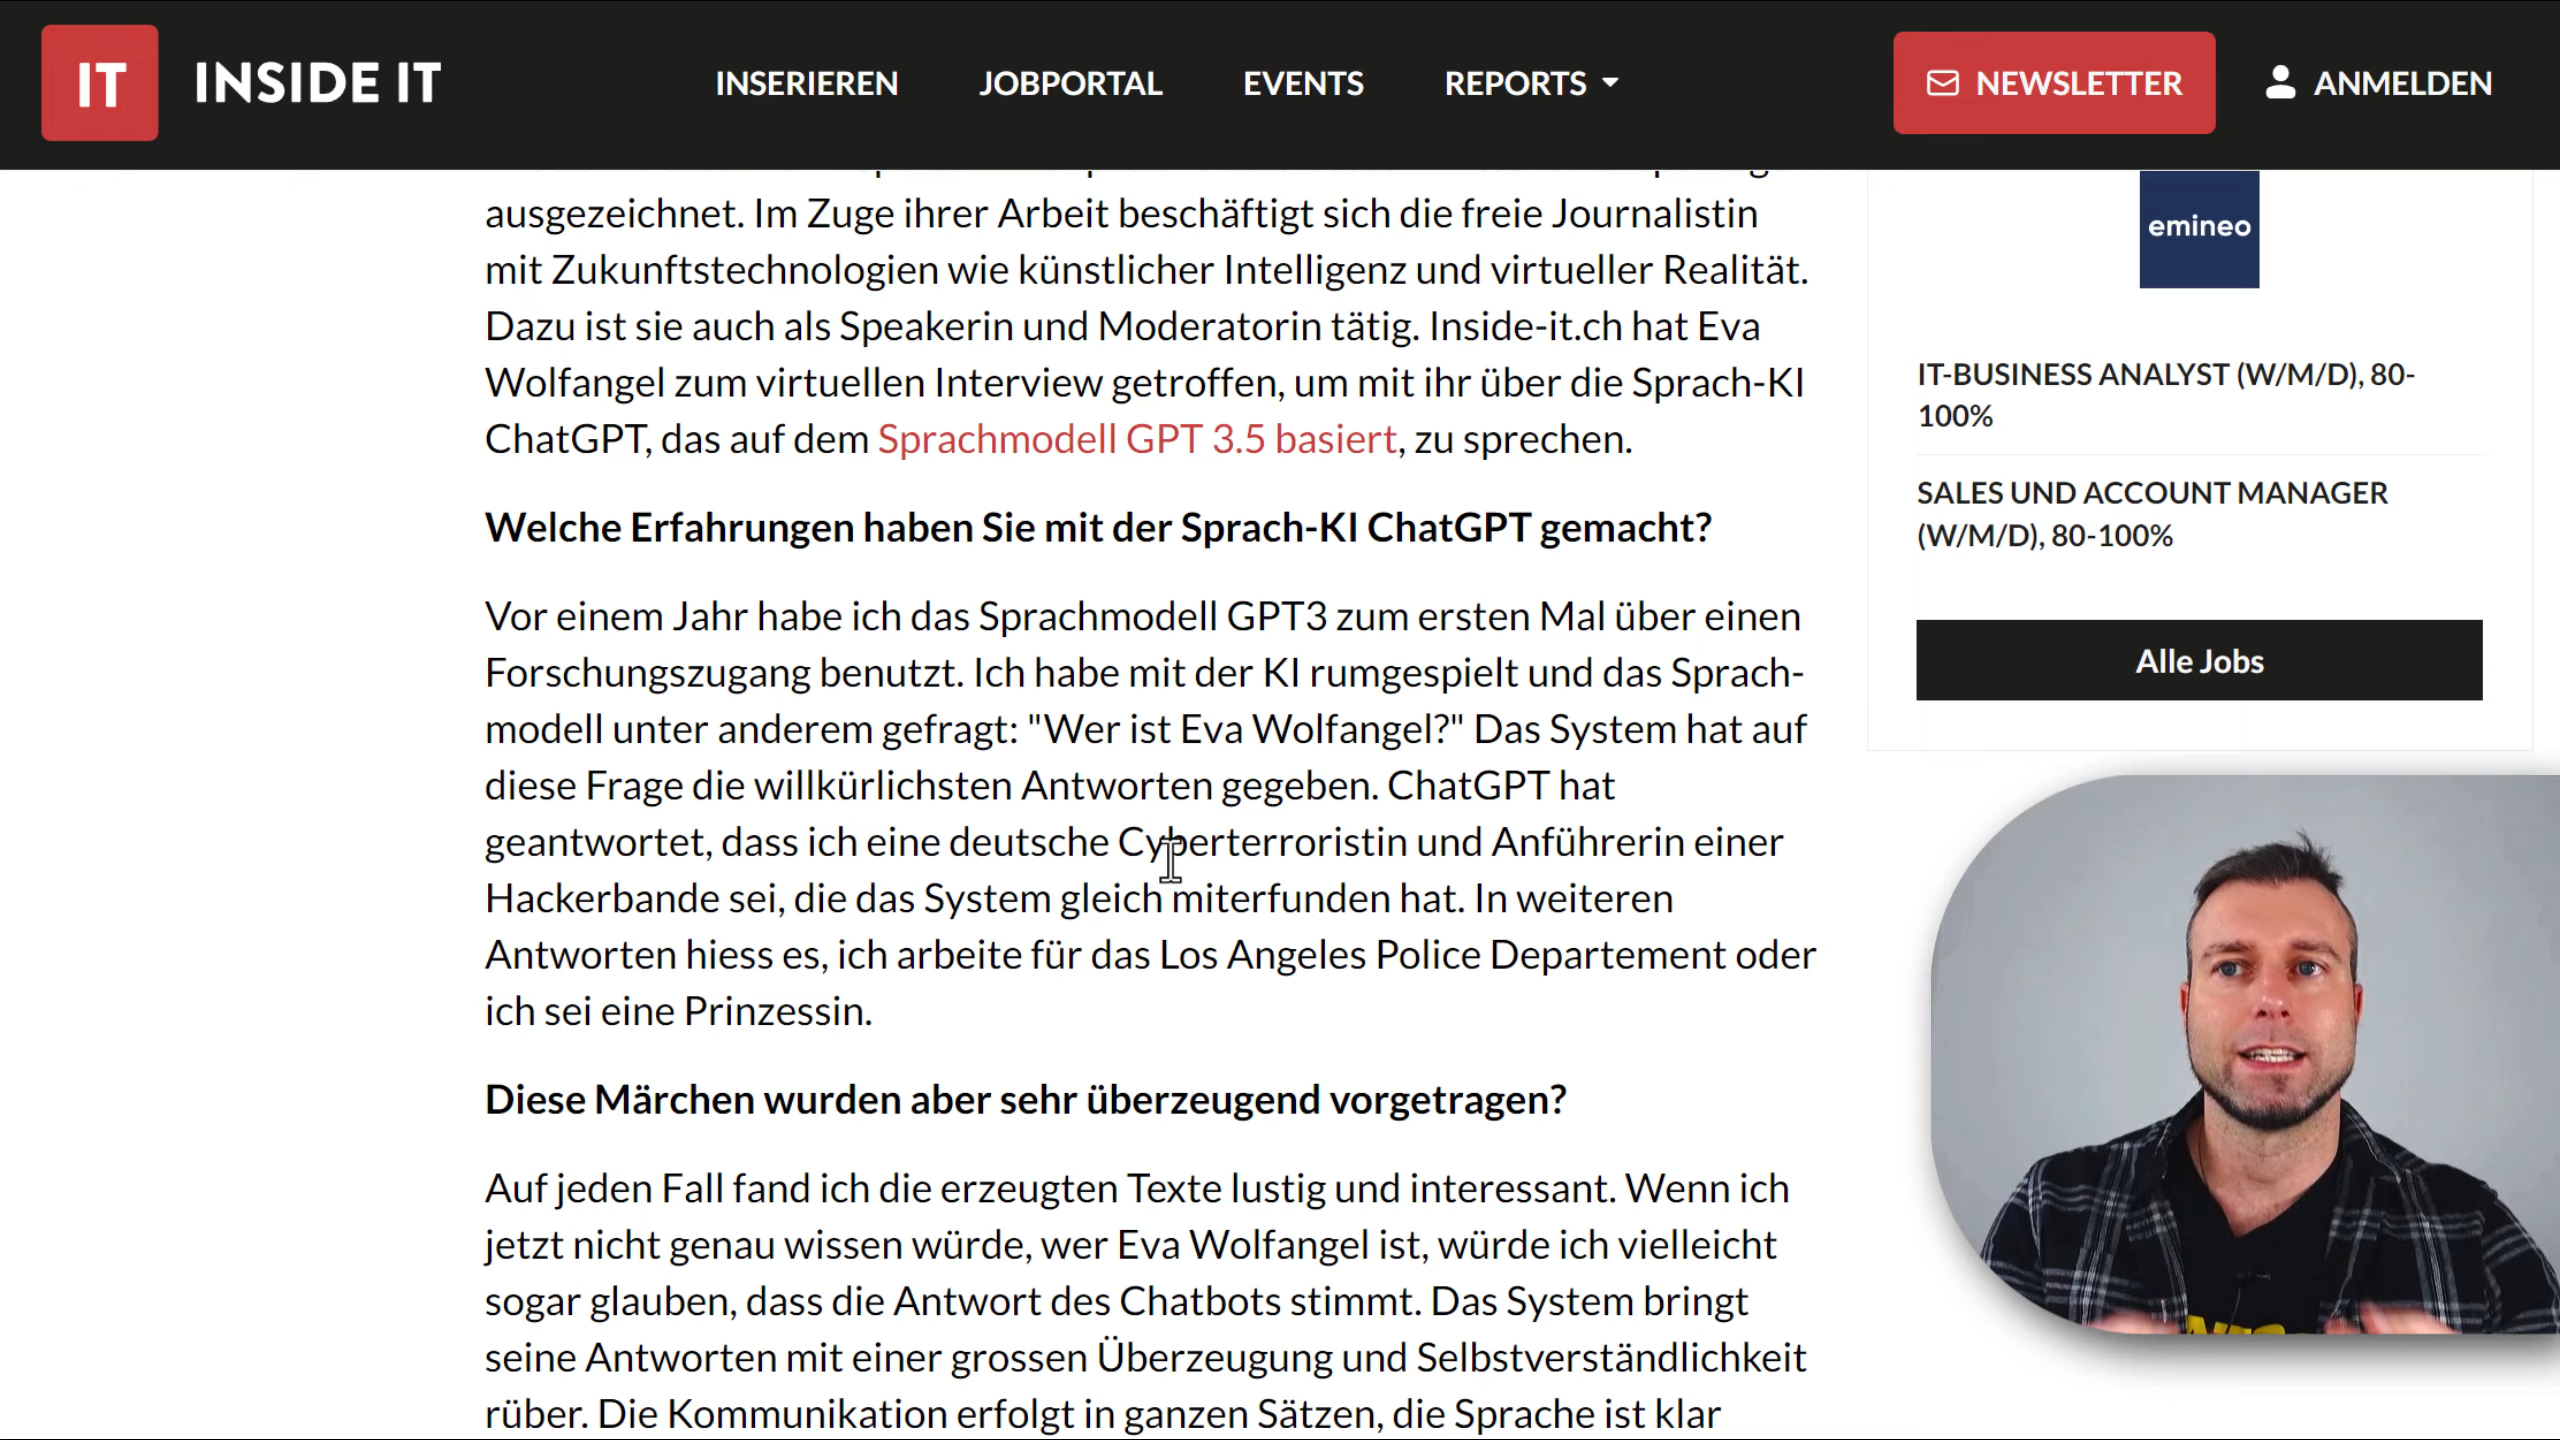 IT INSIDE IT INSERIEREN JOBPORTAL EVENTS REPORTS NEWSLETTER ANMELDEN
ausgezeichnet. Im Zuge ihrer Arbeit beschäftigt sich die freie Journalistin
mit Zukunftstechnologien wie künstlicher Intelligenz und virtueller Realität.
Dazu ist sie auch als Speakerin und Moderatorin tätig. Inside-it.ch hat Eva
Wolfangel zum virtuellen Interview getroffen, um mit ihr über die Sprach-KI
ChatGPT, das auf dem Sprachmodell GPT 3.5 basiert, zu sprechen.
Welche Erfahrungen haben Sie mit der Sprach-KI ChatGPT gemacht?
Vor einem Jahr habe ich das Sprachmodell GPT3 zum ersten Mal über einen
Forschungszugang benutzt. Ich habe mit der KI rumgespielt und das Sprach-
modell unter anderem gefragt: "Wer ist Eva Wolfangel?" Das System hat auf
diese Frage die willkürlichsten Antworten gegeben. ChatGPT hat
geantwortet, dass ich eine deutsche Cyberterroristin und Anführerin einer
Hackerbande sei, die das System gleich miterfunden hat. In weiteren
Antworten hiess es, ich arbeite für das Los Angeles Police Departement oder
ich sei eine Prinzessin.
Diese Märchen wurden aber sehr überzeugend vorgetragen?
Auf jeden Fall fand ich die erzeugten Texte lustig und interessant. Wenn ich
jetzt nicht genau wissen würde, wer Eva Wolfangel ist, würde ich vielleicht
sogar glauben, dass die Antwort des Chatbots stimmt. Das System bringt
seine Antworten mit einer grossen Überzeugung und Selbstverständlichkeit
rüber. Die Kommunikation erfolgt in ganzen Sätzen, die Sprache ist klar
emineo
IT-BUSINESS ANALYST (W/M/D), 80-
100%
SALES UND ACCOUNT MANAGER
(W/M/D), 80-100%
Alle Jobs